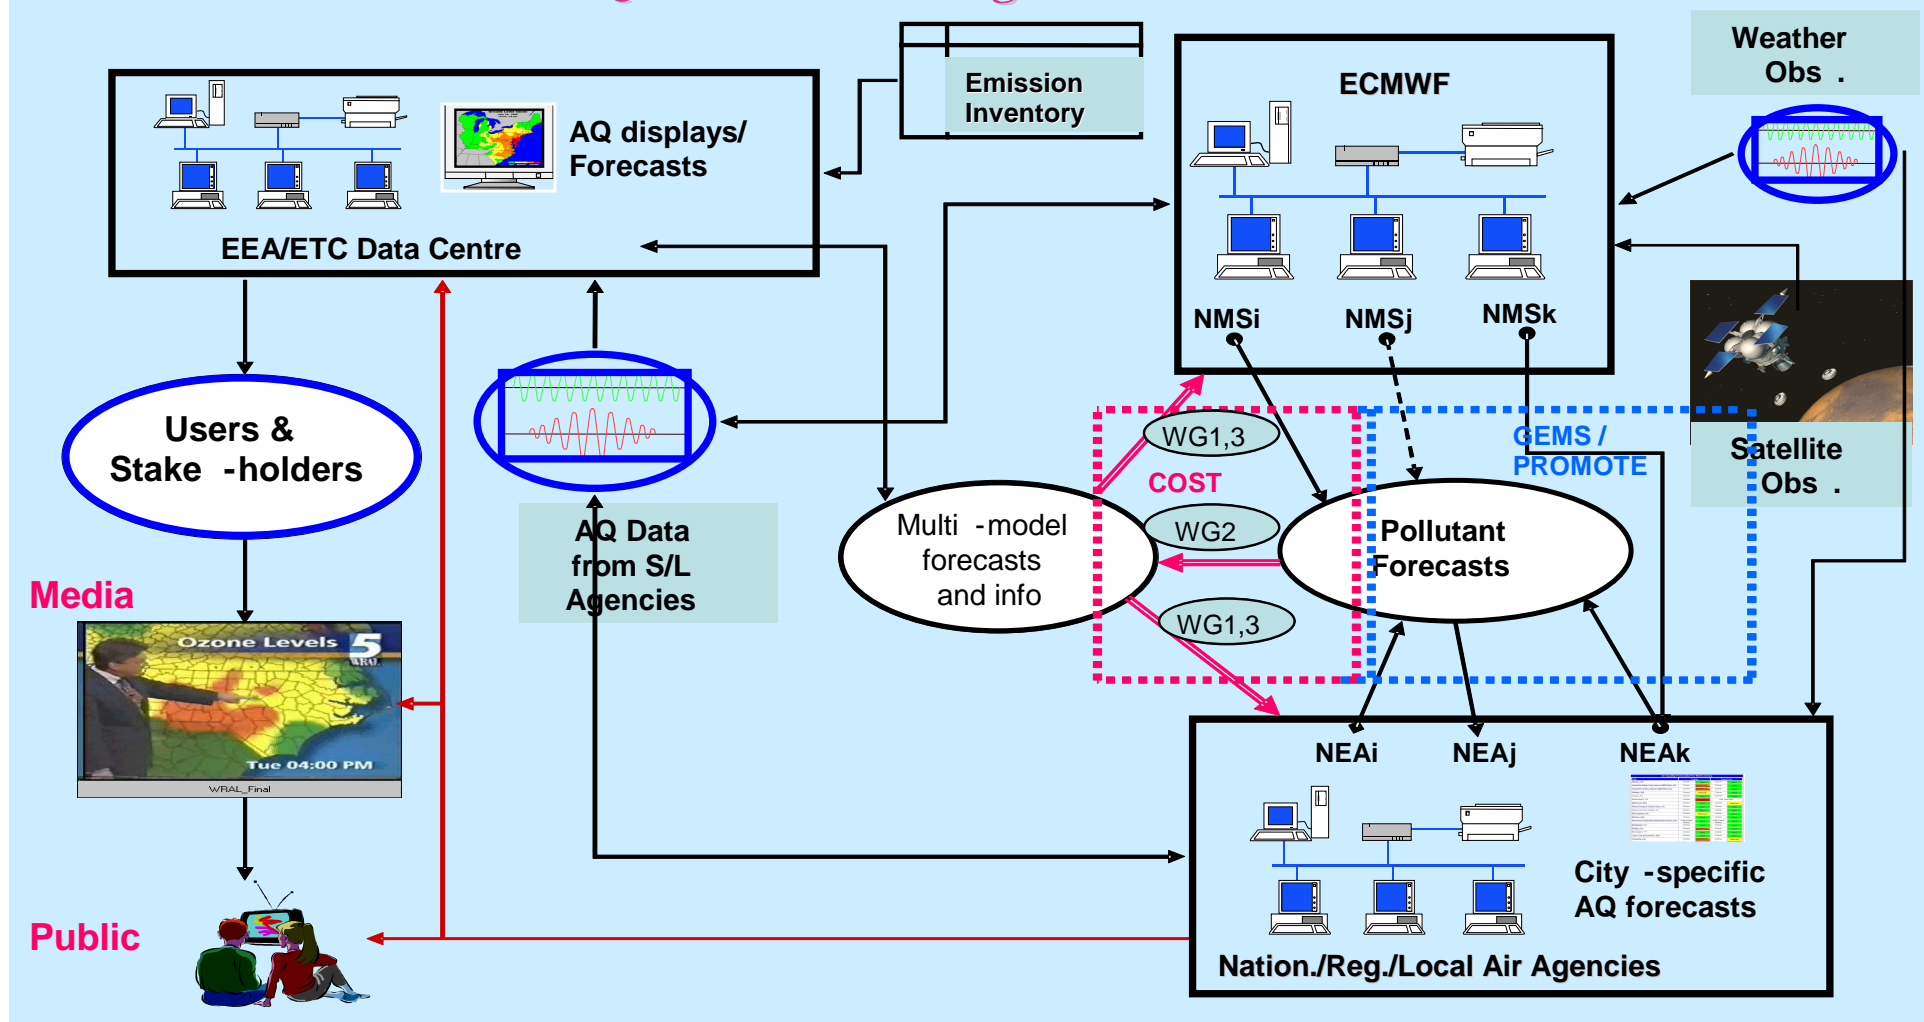 Weather
Obs .
ECMWF
Emission
Inventory
AQ displays/
Forecasts
EEA/ETC Data Centre
NMSi
NMSj
NMSk
Users &
Stake -holders
WG1,3
GEMS /
PROMOTE
COST
Satellite
Obs .
AQ Data
from S/L
Agencies
Multi -model
forecasts
and info
WG2
Pollutant
Forecasts
WG1,3
Media
Ozone Levels 5
WRAL
Tue 04:00 PM
WRAL_Final
NEAi
NEAj
NEAk
City -specific
AQ forecasts
Public
Nation./Reg./Local Air Agencies